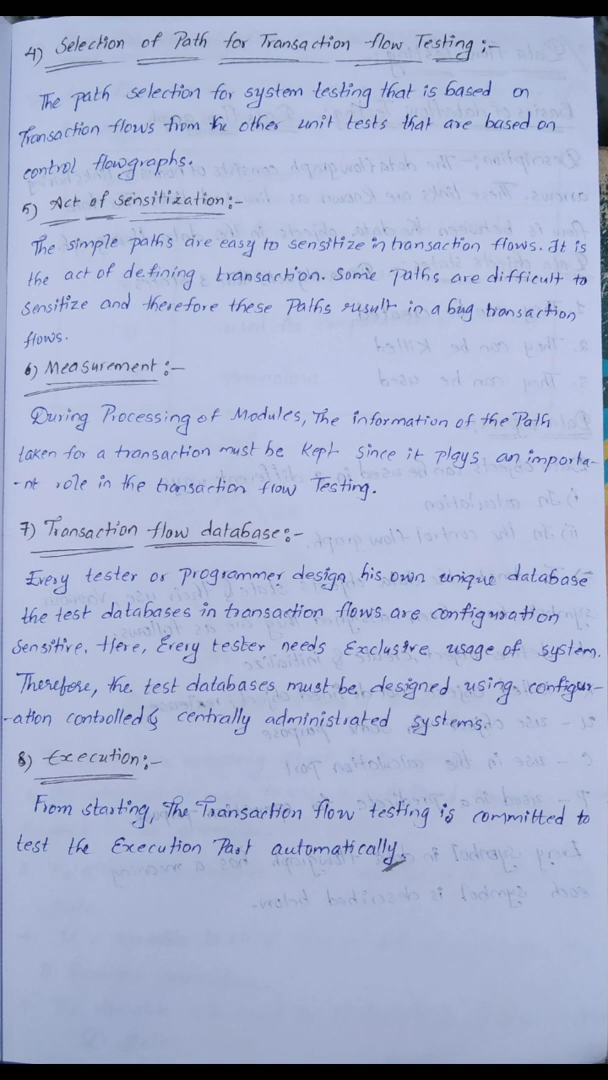 4) Selection of Path for Transaction flow Testing :-
The path selection for system testing that is based on
Transaction flows from the other unit tests that are based on
control flowgraphs.
5) Act of sensitization:-
The simple paths are easy to sensitize in transaction flows. It is
the act of defining transaction. Some Paths are difficult to
Sensitize and therefore these Paths result in a bug transaction
flows.
6) Measurement :-
During Processing of Modules, The information of the Path
taken for a transaction must be kept since it plays an importa-
-nt role in the transaction flow Testing.
7) Transaction flow database:-
Every tester or programmer design his own unique database
the test databases in transaction flows are configuration
Sensitive. Here, Every tester needs Exclusive usage of system.
Therefore, the test databases must be designed using configur-
-ation controlled & centrally administrated systems.
8) Execution:-
From starting, The Transaction flow testing is committed to
test the Execution Part automatically.